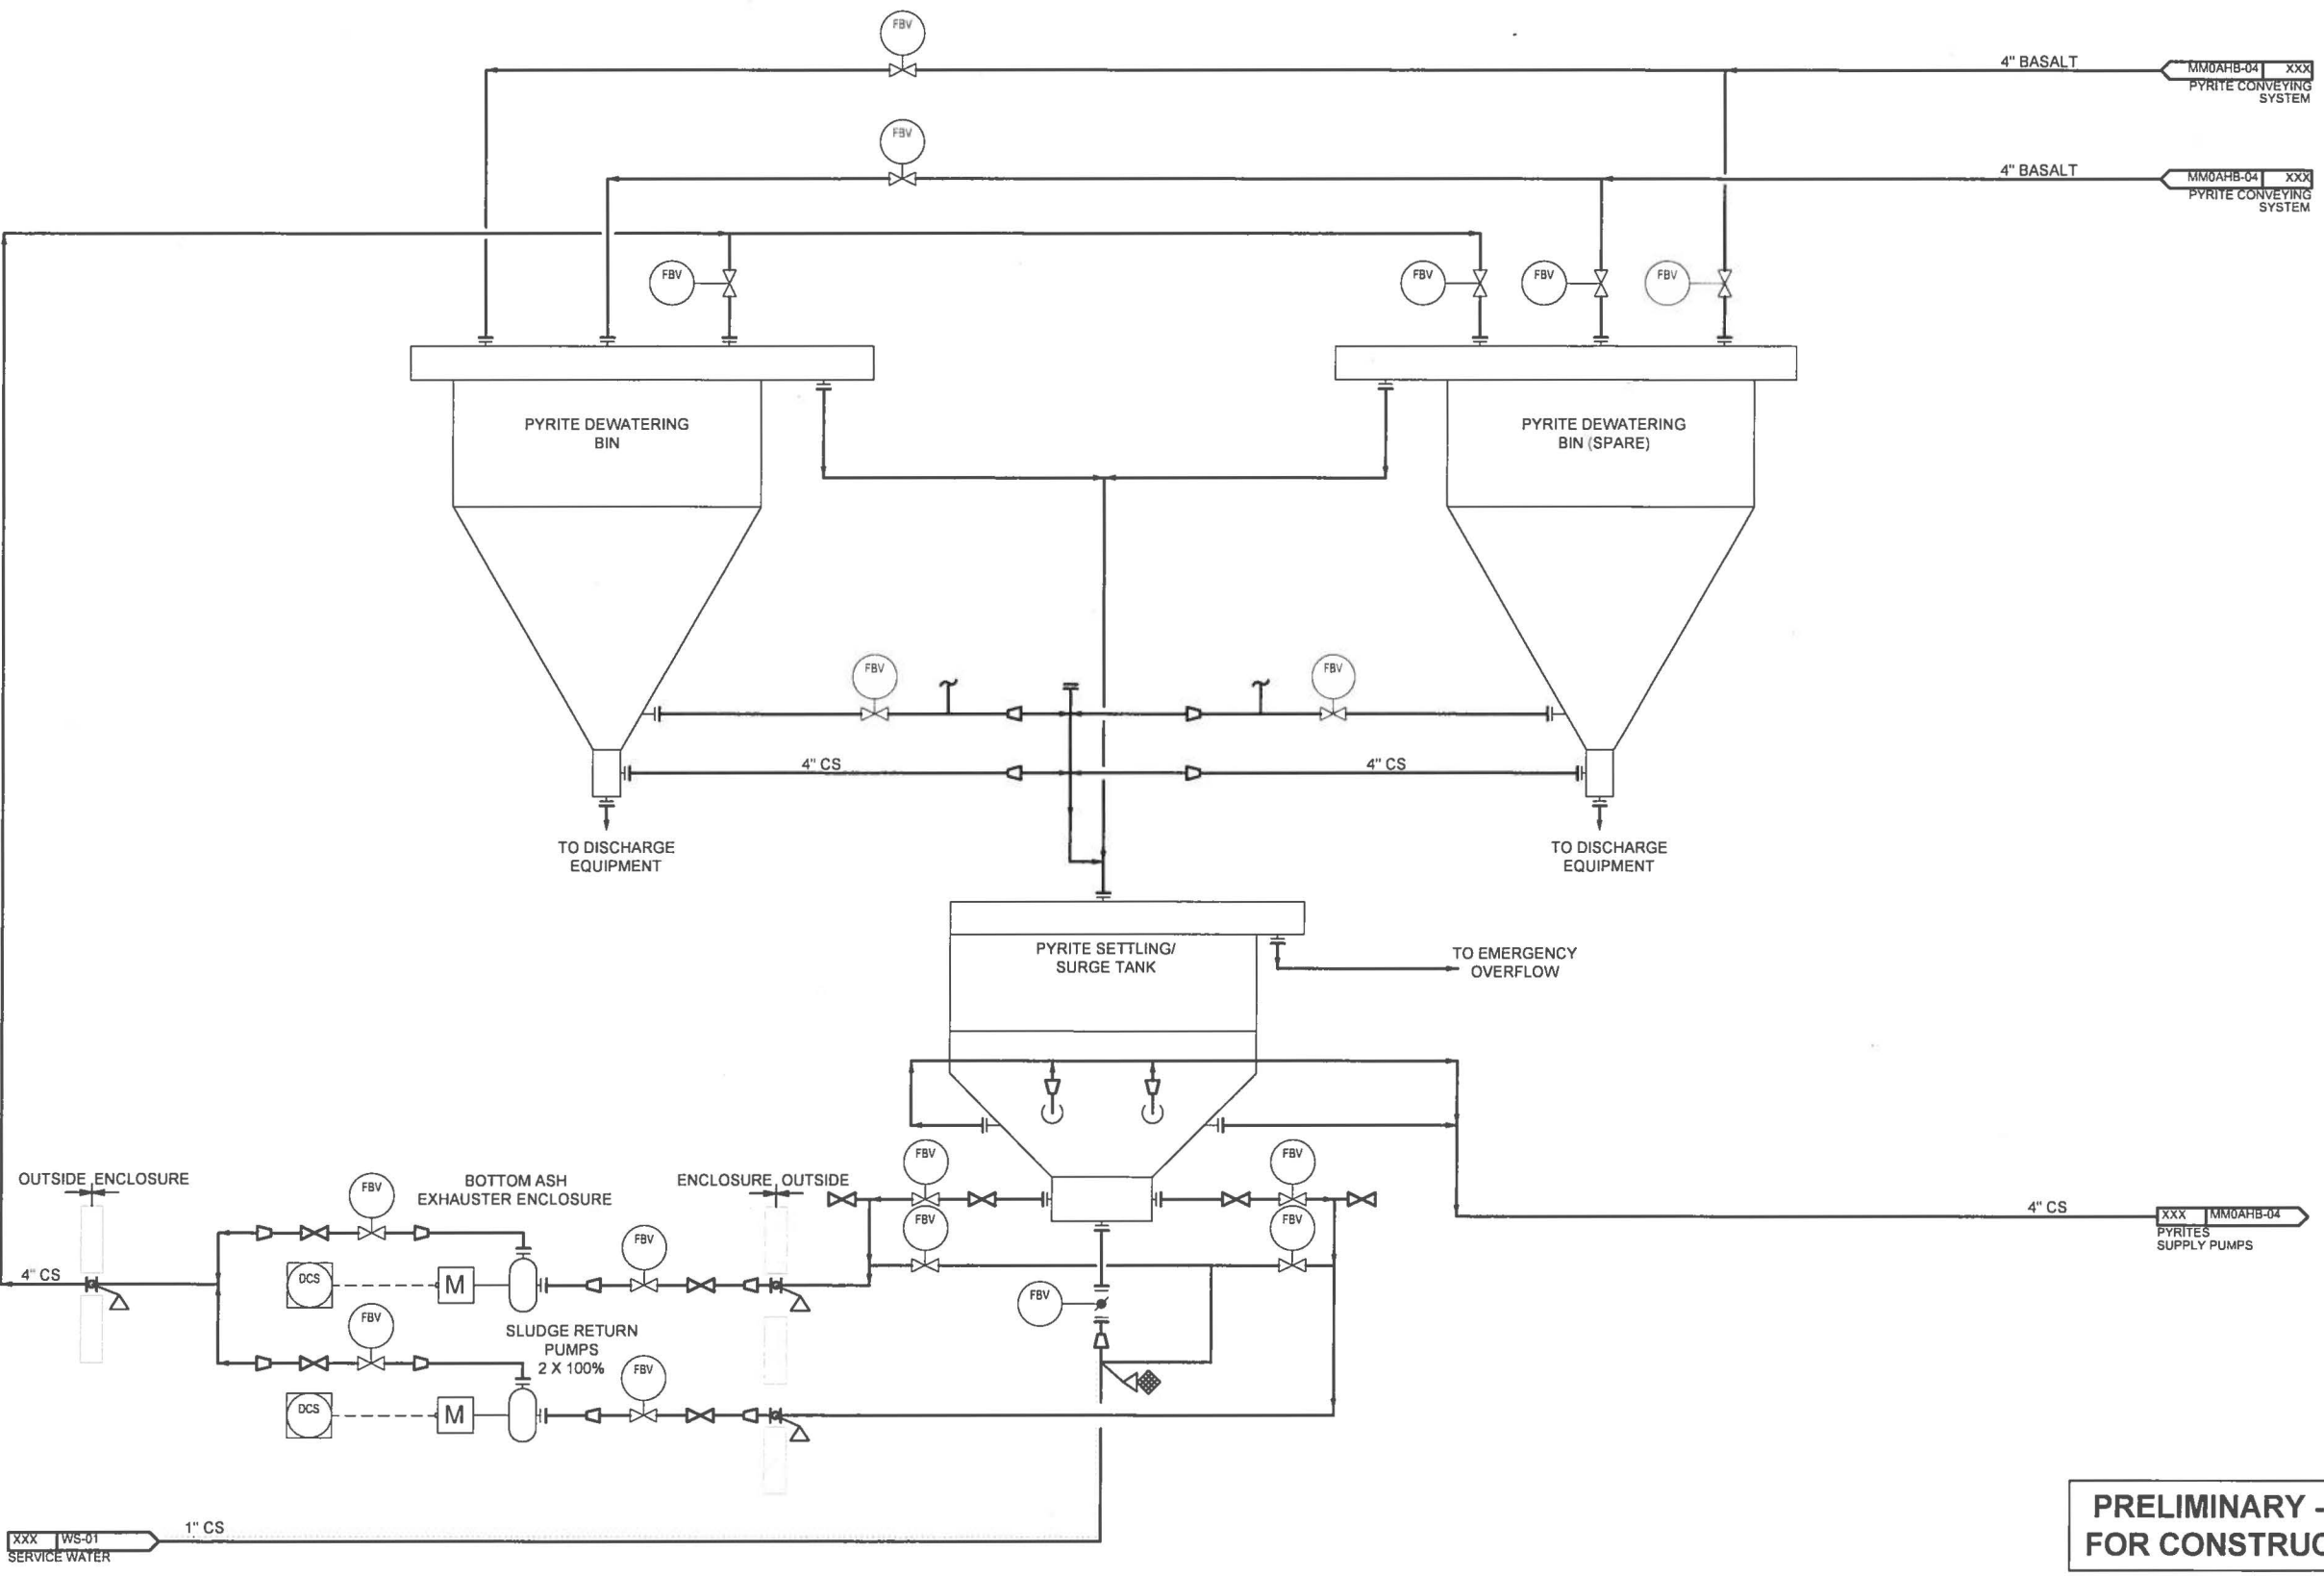 FBV
4" BASALT
MM0AHB-04 XXX
PYRITE CONVEYING
SYSTEM
FBV
4" BASALT
MM0AHB-04 XXX
PYRITE CONVEYING
SYSTEM
FBV
FBV
FBV
FBV
PYRITE DEWATERING
BIN
PYRITE DEWATERING
BIN (SPARE)
FBV
FBV
4" CS
4" CS
TO DISCHARGE
EQUIPMENT
TO DISCHARGE
EQUIPMENT
PYRITE SETTLING/
SURGE TANK
TO EMERGENCY
OVERFLOW
OUTSIDE ENCLOSURE
FBV
BOTTOM ASH
EXHAUSTER ENCLOSURE
ENCLOSURE OUTSIDE
FBV
FBV
FBV
FBV
FBV
4" CS
XXX MM0AHB-04
PYRITES
SUPPLY PUMPS
4" CS
DCS
M
FBV
FBV
SLUDGE RETURN
PUMPS
2 X 100%
FBV
DCS
M
1" CS
XXX WS-01
SERVICE WATER
PRELIMINARY -
FOR CONSTRUC